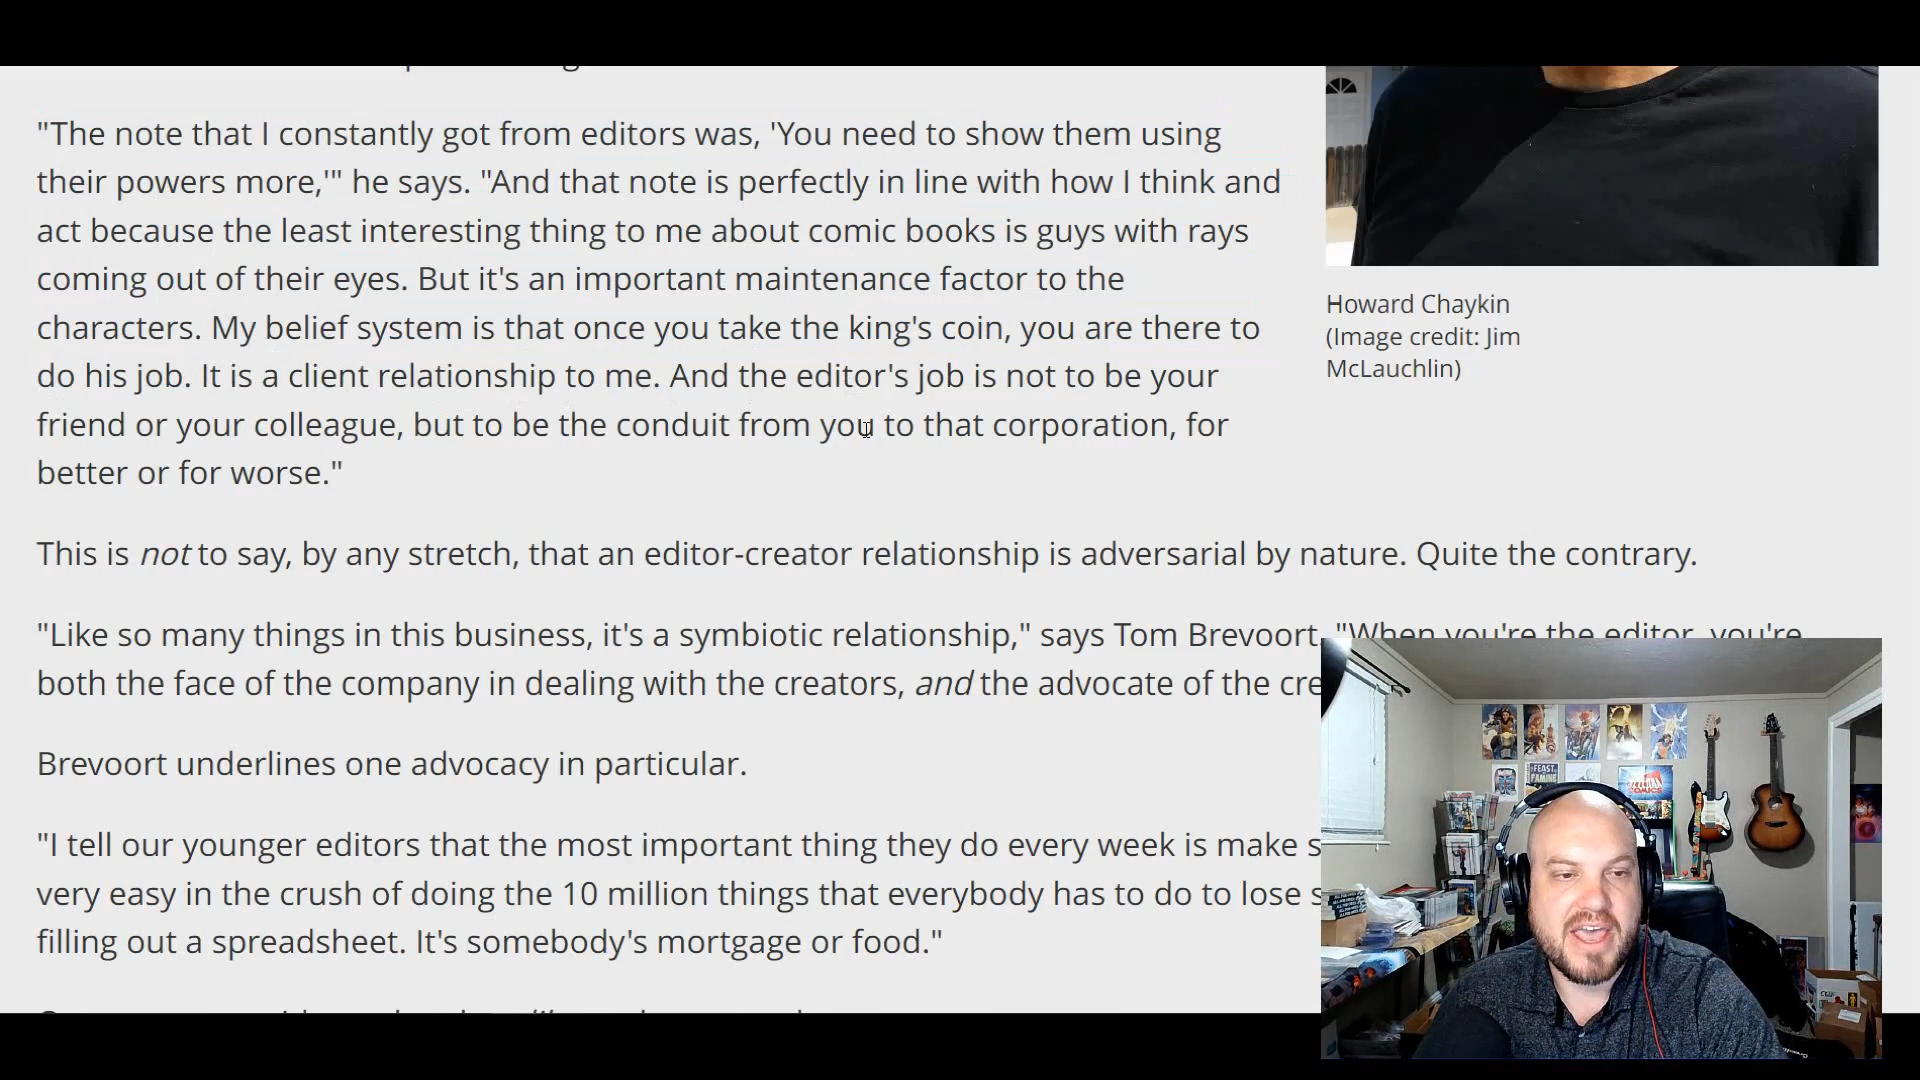 "The note that I constantly got from editors was, 'You need to show them using
their powers more,'" he says. "And that note is perfectly in line with how I think and
act because the least interesting thing to me about comic books is guys with rays
coming out of their eyes. But it's an important maintenance factor to the
characters. My belief system is that once you take the king's coin, you are there to
do his job. It is a client relationship to me. And the editor's job is not to be your
friend or your colleague, but to be the conduit from you to that corporation, for
better or for worse."
Howard Chaykin
(Image credit: Jim
McLauchlin)
This is not to say, by any stretch, that an editor-creator relationship is adversarial by nature. Quite the contrary.
"Like so many things in this business, it's a symbiotic relationship," says Tom Brevoort. "When you're the editor, you're
both the face of the company in dealing with the creators, and the advocate of the
Brevoort underlines one advocacy in particular.
"I tell our younger editors that the most important thing they do every week is make
very easy in the crush of doing the 10 million things that everybody has to do to lose
filling out a spreadsheet. It's somebody's mortgage or food."
FEAST
FAMINE
COMICS